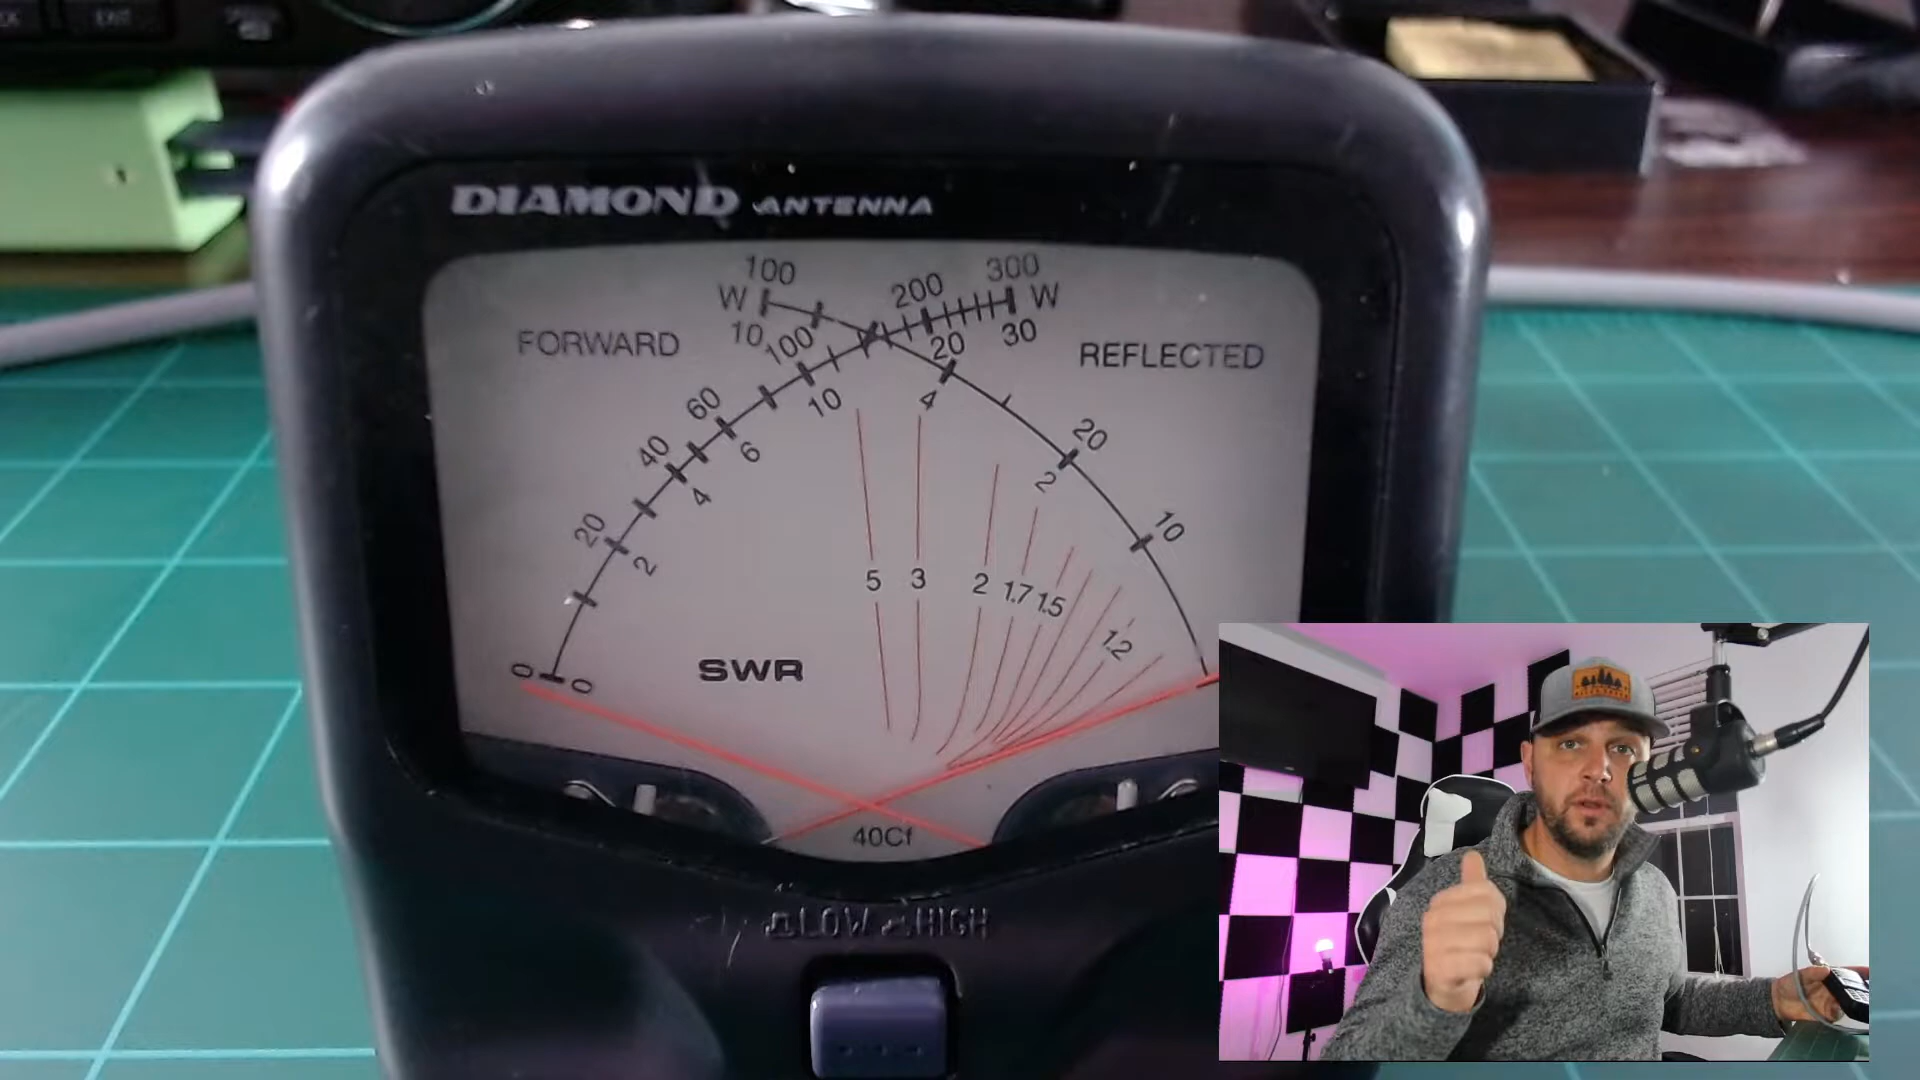 DIAMOND ANTENNA
100 200 300
W W
10 100 20 30
FORWARD REFLECTED
60 10 4 20
40 6 2
4
20 10
2
5 3 2 1.7 1.5
1.2
SWR
0 0
40Cf
LOW HIGH